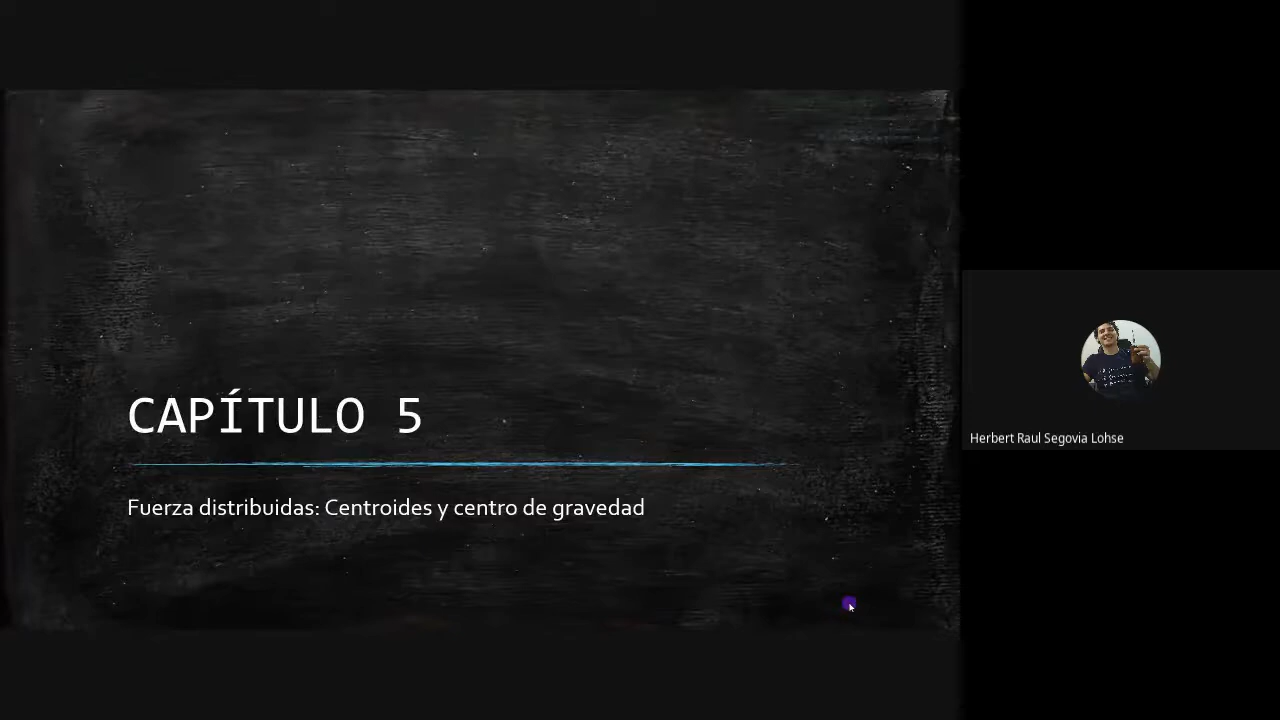 CAPÍTULO 5
Fuerza distribuidas: Centroides y centro de gravedad
Herbert Raul Segovia Lohse